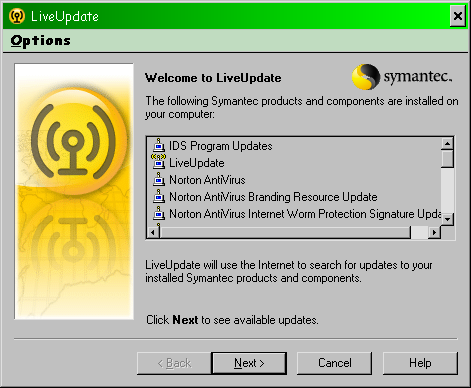 LiveUpdate
Options
Welcome to LiveUpdate
symantec.
The following Symantec products and components are installed on
your computer:
IDS Program Updates
LiveUpdate
Norton AntiVirus
Norton AntiVirus Branding Resource Update
Norton AntiVirus Internet Worm Protection Signature Upda
LiveUpdate will use the Internet to search for updates to your
installed Symantec products and components.
Click Next to see available updates.
< Back Next > Cancel Help